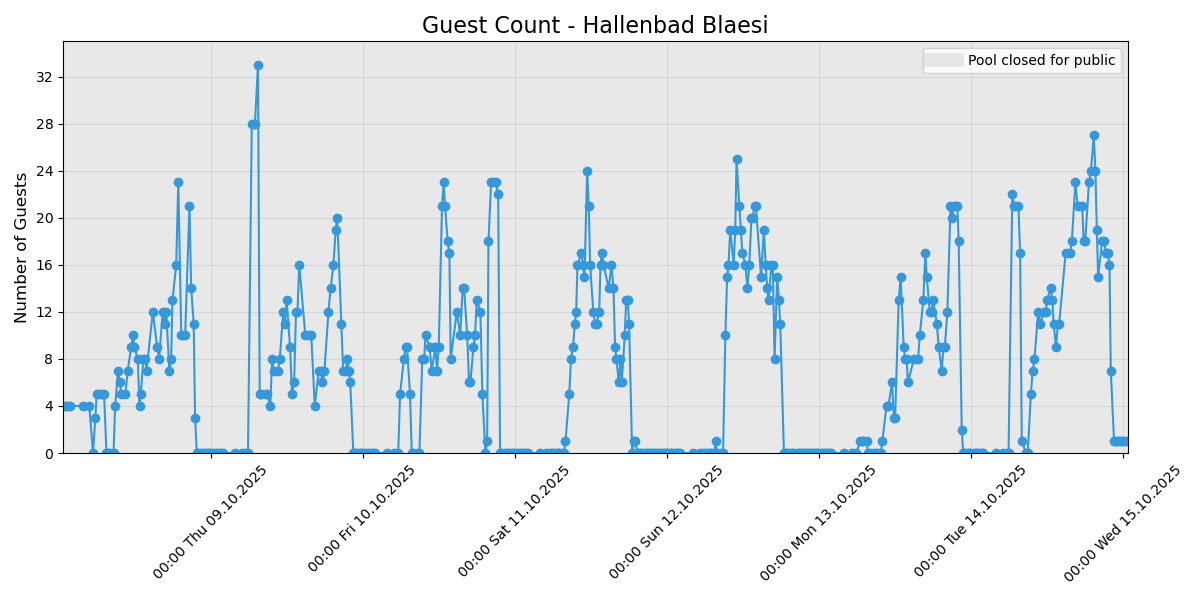 Guest Count - Hallenbad Blaesi
Pool closed for public
Number of Guests
32
28
24
20
16
12
8
4
0
00:00 Thu 09.10.2025
00:00 Fri 10.10.2025
00:00 Sat 11.10.2025
00:00 Sun 12.10.2025
00:00 Mon 13.10.2025
00:00 Tue 14.10.2025
00:00 Wed 15.10.2025